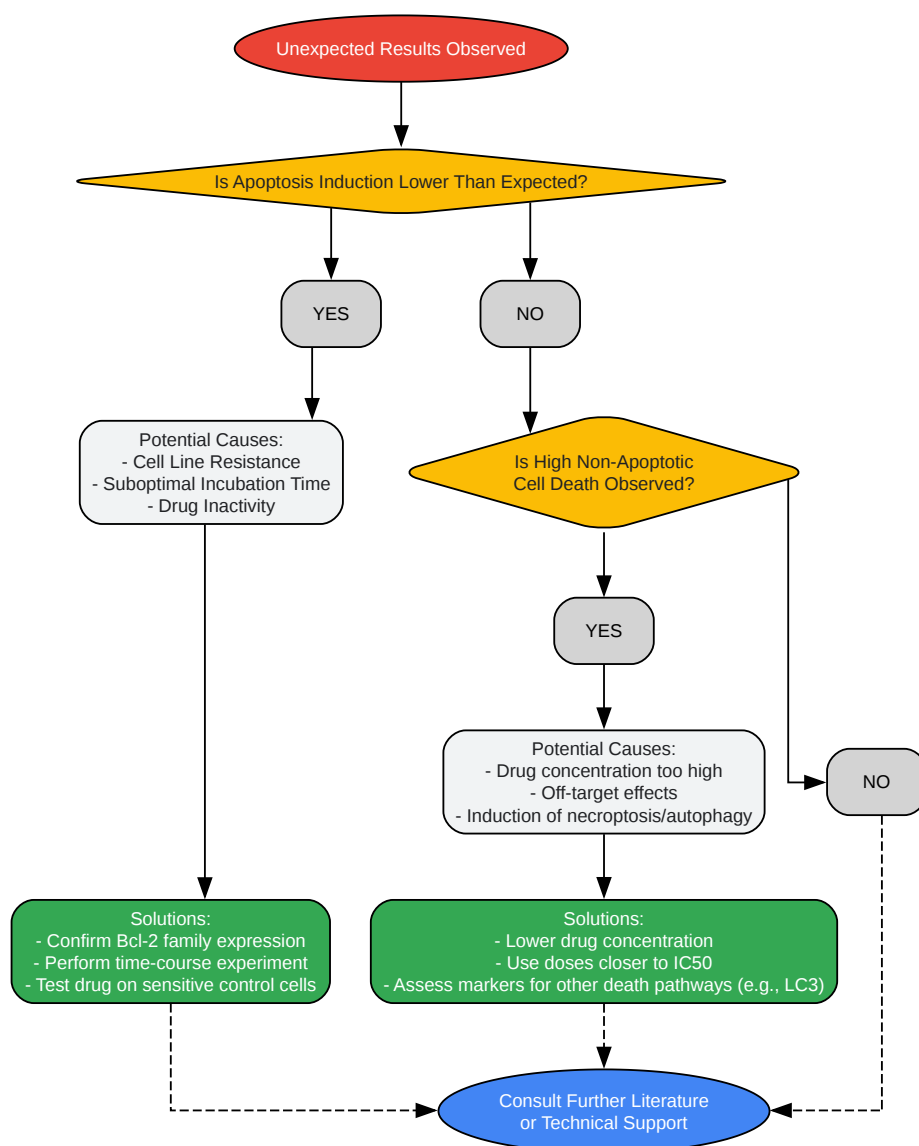 Unexpected Results Observed
Is Apoptosis Induction Lower Than Expected?
YES
NO
Potential Causes:
- Cell Line Resistance
- Suboptimal Incubation Time
- Drug Inactivity
Is High Non-Apoptotic
Cell Death Observed?
YES
Potential Causes:
- Drug concentration too high
- Off-target effects
- Induction of necroptosis/autophagy
NO
Solutions:
- Confirm Bcl-2 family expression
- Perform time-course experiment
- Test drug on sensitive control cells
Solutions:
- Lower drug concentration
- Use doses closer to IC50
- Assess markers for other death pathways (e.g., LC3)
Consult Further Literature
or Technical Support